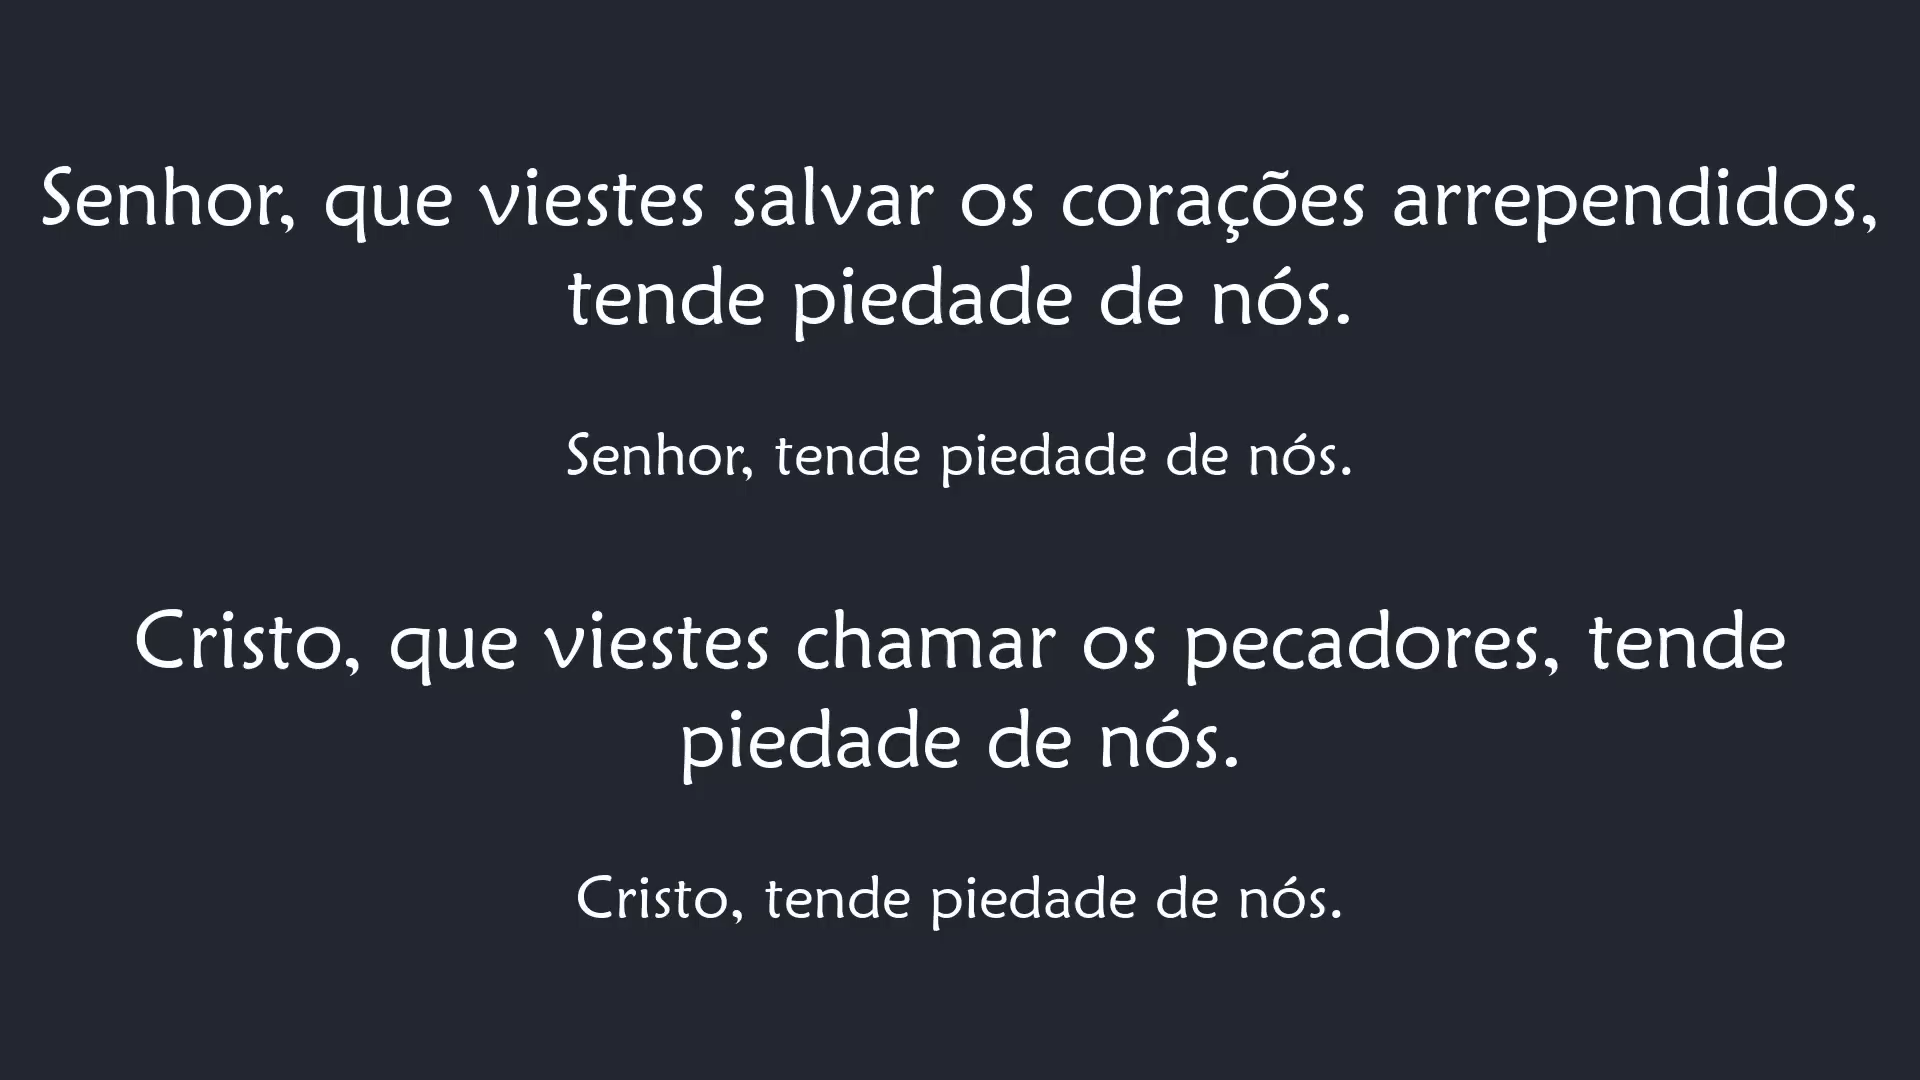 Senhor, que viestes salvar os corações arrependidos,
tende piedade de nós.
Senhor, tende piedade de nós.
Cristo, que viestes chamar os pecadores, tende
piedade de nós.
Cristo, tende piedade de nós.